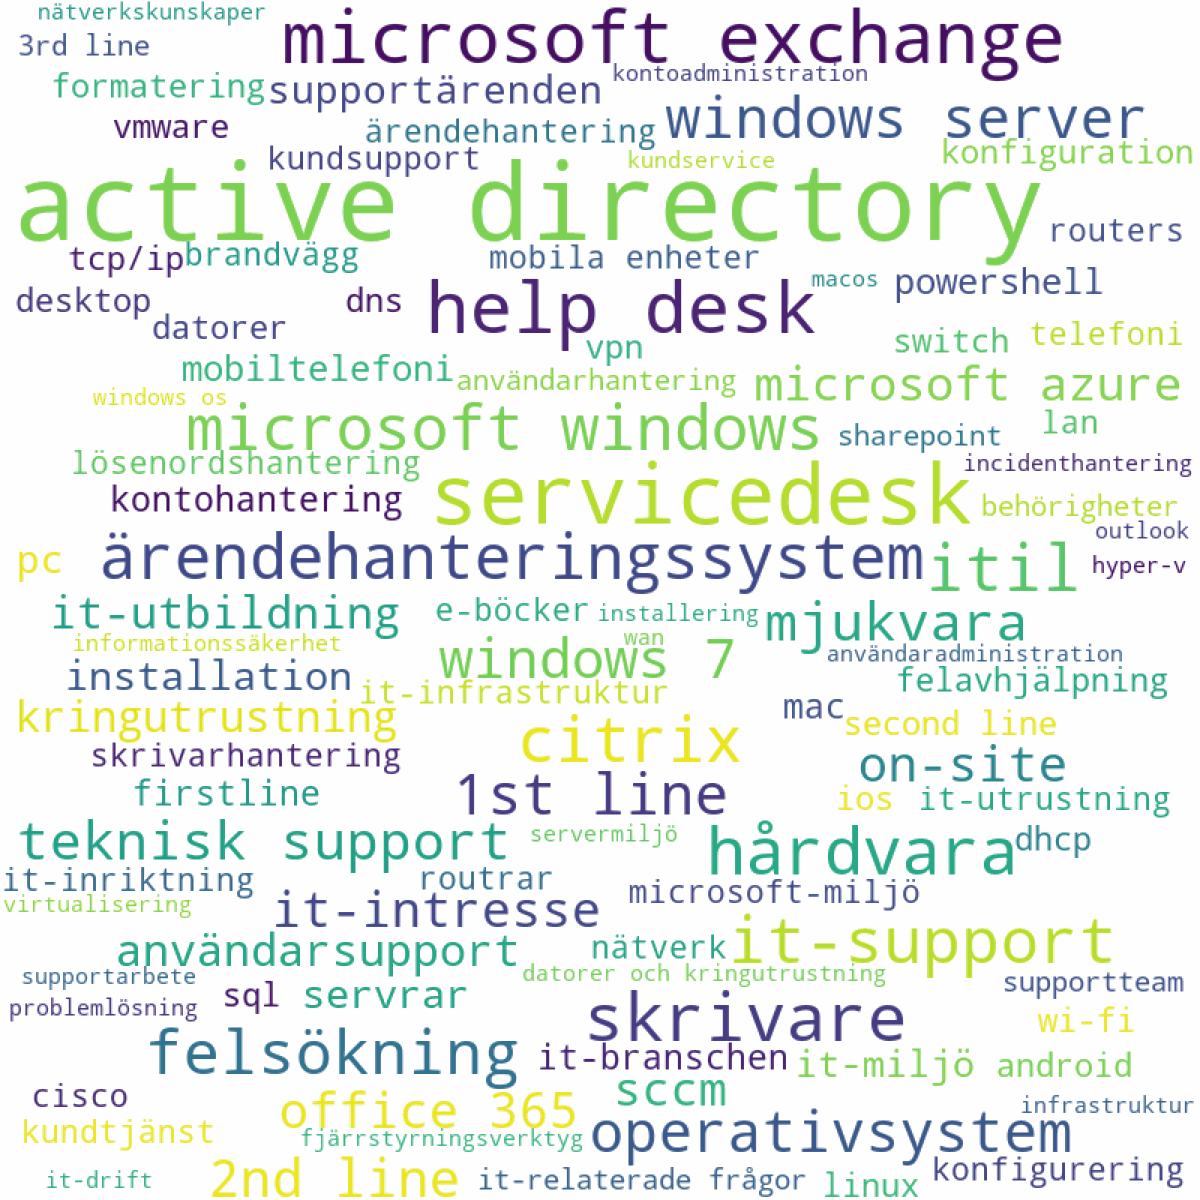 nätverkskunskaper
microsoft exchange
3rd line
kontoadministration
formatering
supportärenden
windows server
vmware
ärendehantering
konfiguration
kundsupport
kundservice
active directory
routers
tcp/ip
brandvägg
mobila enheter
macos
powershell
desktop
dns
help desk
datorer
vpn
switch
telefoni
mobiltelefoni
användarhantering
microsoft azure
windows os
microsoft windows
sharepoint
lan
lösenordshantering
incidenthantering
kontohantering
servicedesk
behörigheter
outlook
pc
ärendehanteringssystem
itil
hyper-v
it-utbildning
e-böcker
installering
mjukvara
informationssäkerhet
wan
windows 7
användaradministration
installation
it-infrastruktur
felavhjälpning
kringutrustning
mac
second line
skrivarhantering
citrix
on-site
firstline
1st line
ios
it-utrustning
teknisk support
servermiljö
hårdvara
dhcp
it-inriktning
routrar
microsoft-miljö
virtualisering
it-intresse
användarsupport
nätverk
it-support
supportarbete
datorer och kringutrustning
supportteam
problemlösning
sql
servrar
skrivare
wi-fi
felsökning
it-branschen
it-miljö
android
cisco
office 365
sccm
infrastruktur
kundtjänst
fjärrstyrningsverktyg
operativsystem
it-drift
2nd line
it-relaterade frågor
linux
konfigurering